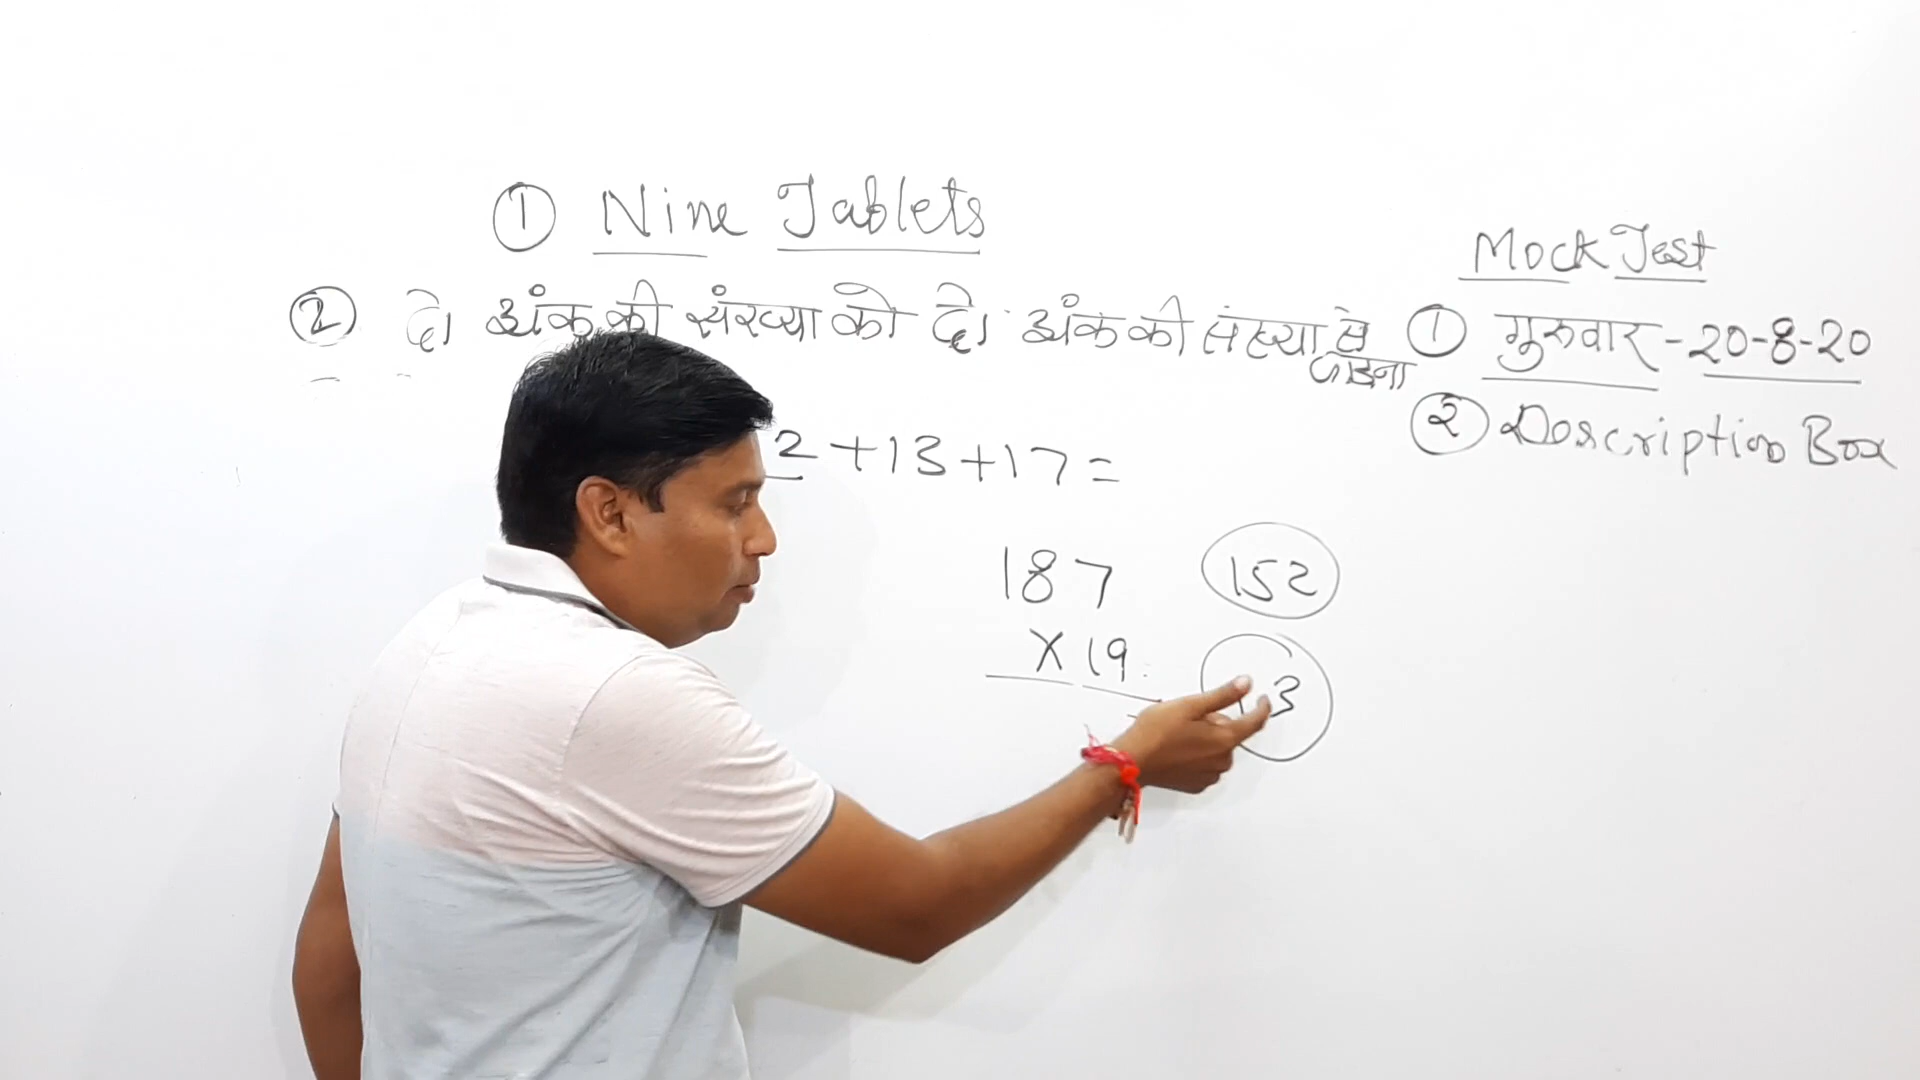 ① Nine Tablets
② दो अंक की संख्या को दो अंक की संख्या से
2 + 13 + 17 =
187
X 19
152
3
Mock Test
① गुरुवार - 20-8-20
② Description Box